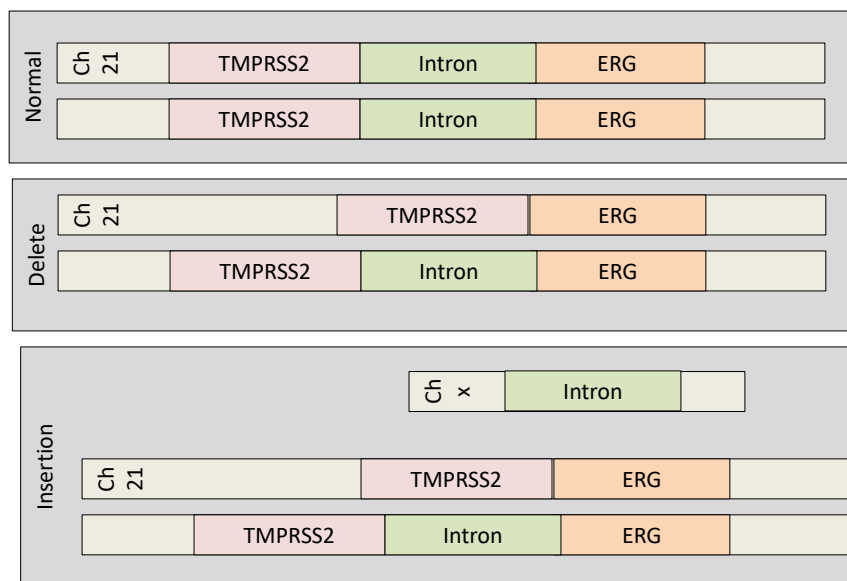 Normal
Ch 21
TMPRSS2 Intron ERG
TMPRSS2 Intron ERG
Delete
Ch 21
TMPRSS2 ERG
TMPRSS2 Intron ERG
Insertion
Ch x
Intron
Ch 21
TMPRSS2 ERG
TMPRSS2 Intron ERG